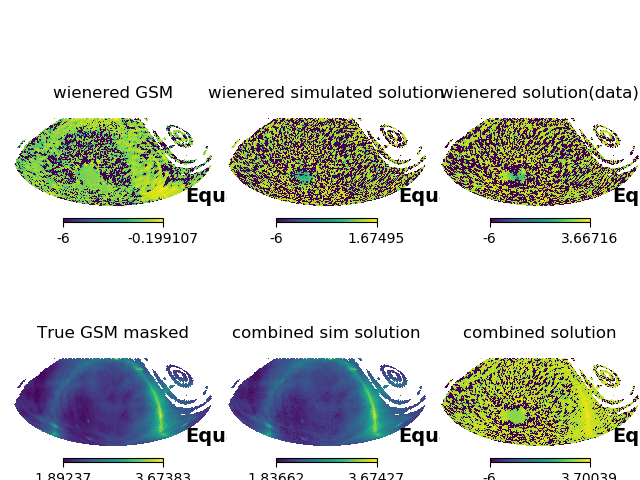 wienered GSM
wienered simulated solution
wienered solution(data)
Equ
Equ
Eq
-6
-0.199107
-6
1.67495
-6
3.66716
True GSM masked
combined sim solution
combined solution
Equ
Equ
Eq
1.89237
3.67383
1.83662
3.67427
-6
3.70039